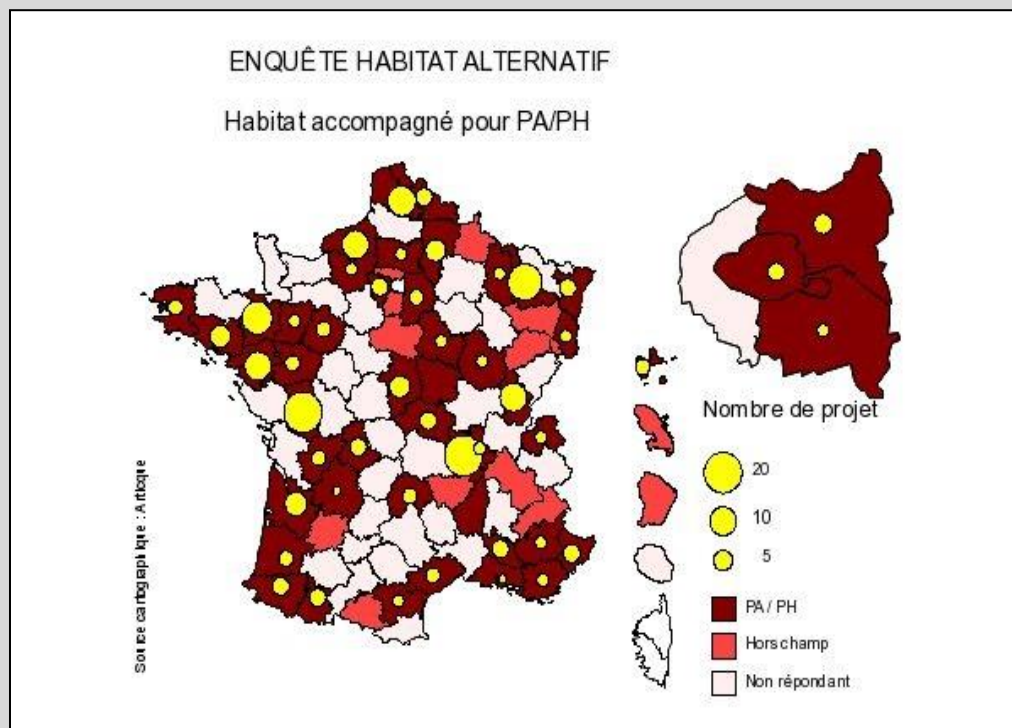 ENQUÊTE HABITAT ALTERNATIF
Habitat accompagné pour PA/PH
Nombre de projet
20
10
5
PA / PH
Hors champ
Non répondant
Source cartographique : Articque